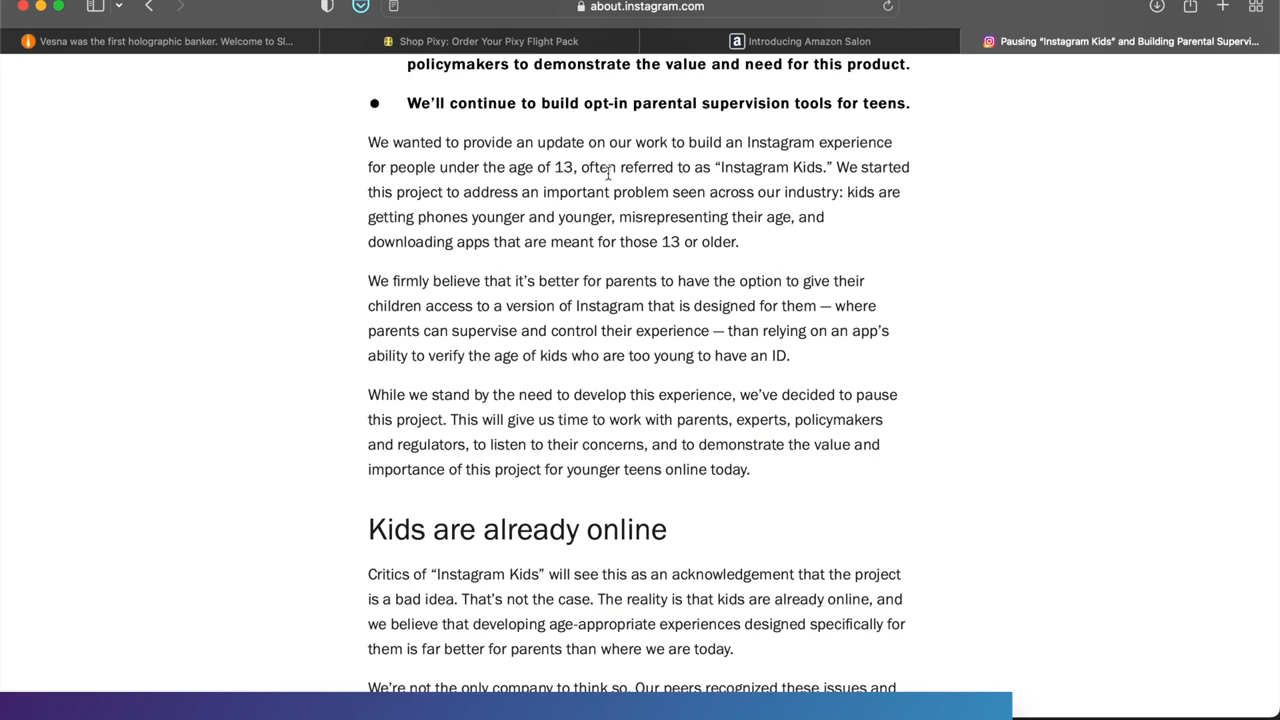 about.instagram.com
Vesna was the first holographic banker. Welcome to Sl...
Shop Pixy: Order Your Pixy Flight Pack
Introducing Amazon Salon
Pausing “Instagram Kids” and Building Parental Supervi...
policymakers to demonstrate the value and need for this product.
● We’ll continue to build opt-in parental supervision tools for teens.
We wanted to provide an update on our work to build an Instagram experience
for people under the age of 13, often referred to as “Instagram Kids.” We started
this project to address an important problem seen across our industry: kids are
getting phones younger and younger, misrepresenting their age, and
downloading apps that are meant for those 13 or older.
We firmly believe that it’s better for parents to have the option to give their
children access to a version of Instagram that is designed for them — where
parents can supervise and control their experience — than relying on an app’s
ability to verify the age of kids who are too young to have an ID.
While we stand by the need to develop this experience, we’ve decided to pause
this project. This will give us time to work with parents, experts, policymakers
and regulators, to listen to their concerns, and to demonstrate the value and
importance of this project for younger teens online today.
Kids are already online
Critics of “Instagram Kids” will see this as an acknowledgement that the project
is a bad idea. That’s not the case. The reality is that kids are already online, and
we believe that developing age-appropriate experiences designed specifically for
them is far better for parents than where we are today.
We’re not the only company to think so. Our peers recognized these issues and